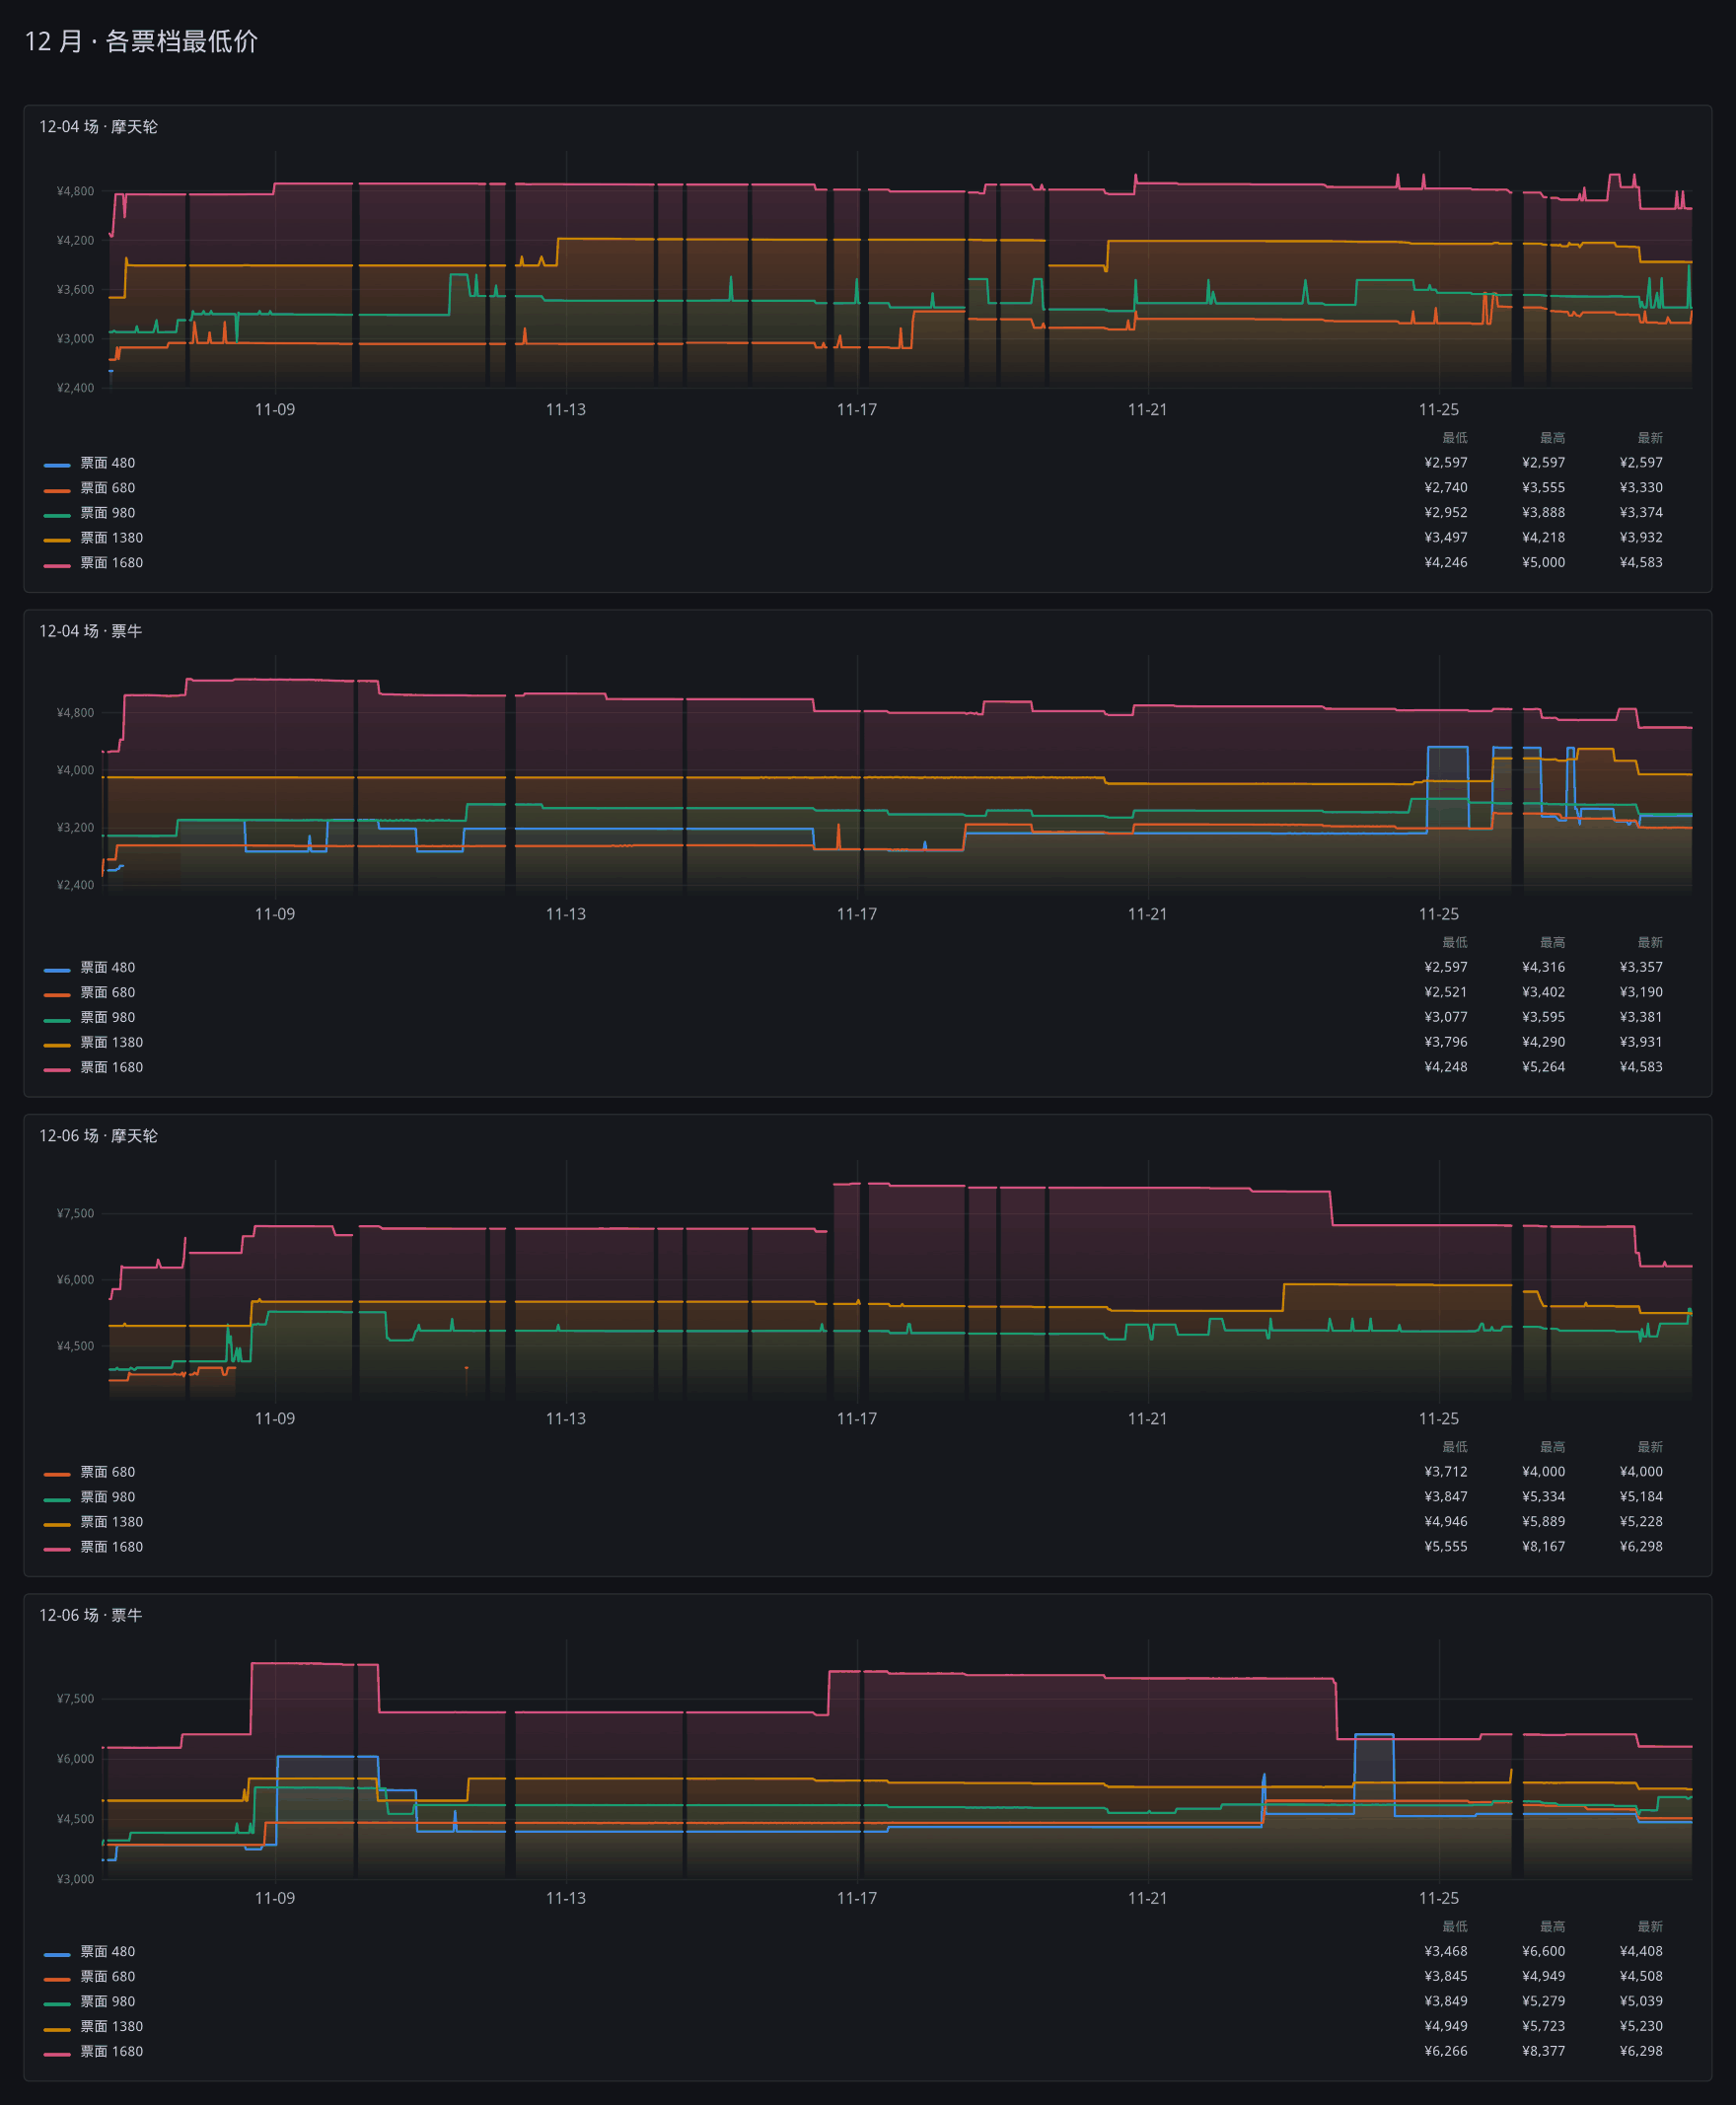 12 月 · 各票档最低价
12-04 场 · 摩天轮
¥4,800
¥4,200
¥3,600
¥3,000
¥2,400
11-09 11-13 11-17 11-21 11-25
最低 最高 最新
票面 480 ¥2,597 ¥2,597 ¥2,597
票面 680 ¥2,740 ¥3,555 ¥3,330
票面 980 ¥2,952 ¥3,888 ¥3,374
票面 1380 ¥3,497 ¥4,218 ¥3,932
票面 1680 ¥4,246 ¥5,000 ¥4,583
12-04 场 · 票牛
¥4,800
¥4,000
¥3,200
¥2,400
11-09 11-13 11-17 11-21 11-25
最低 最高 最新
票面 480 ¥2,597 ¥4,316 ¥3,357
票面 680 ¥2,521 ¥3,402 ¥3,190
票面 980 ¥3,077 ¥3,595 ¥3,381
票面 1380 ¥3,796 ¥4,290 ¥3,931
票面 1680 ¥4,248 ¥5,264 ¥4,583
12-06 场 · 摩天轮
¥7,500
¥6,000
¥4,500
11-09 11-13 11-17 11-21 11-25
最低 最高 最新
票面 680 ¥3,712 ¥4,000 ¥4,000
票面 980 ¥3,847 ¥5,334 ¥5,184
票面 1380 ¥4,946 ¥5,889 ¥5,228
票面 1680 ¥5,555 ¥8,167 ¥6,298
12-06 场 · 票牛
¥7,500
¥6,000
¥4,500
¥3,000
11-09 11-13 11-17 11-21 11-25
最低 最高 最新
票面 480 ¥3,468 ¥6,600 ¥4,408
票面 680 ¥3,845 ¥4,949 ¥4,508
票面 980 ¥3,849 ¥5,279 ¥5,039
票面 1380 ¥4,949 ¥5,723 ¥5,230
票面 1680 ¥6,266 ¥8,377 ¥6,298